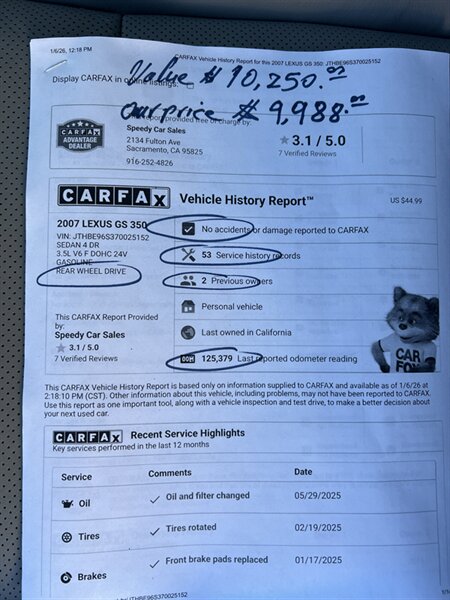 1/6/26, 12:18 PM
CARFAX Vehicle History Report for this 2007 LEXUS GS 350: JTHBE96S370025152
Value $ 10,250.00
Display CARFAX in online listings:
our price $ 9,988.00
report provided free of charge by:
CARFAX ADVANTAGE DEALER
Speedy Car Sales
2134 Fulton Ave
Sacramento, CA 95825
916-252-4826
3.1 / 5.0
7 Verified Reviews
CARFAX Vehicle History Report™
US $44.99
2007 LEXUS GS 350
VIN: JTHBE96S370025152
SEDAN 4 DR
3.5L V6 F DOHC 24V
GASOLINE
REAR WHEEL DRIVE
This CARFAX Report Provided by:
Speedy Car Sales
3.1 / 5.0
7 Verified Reviews
No accidents or damage reported to CARFAX
53 Service history records
2 Previous owners
Personal vehicle
Last owned in California
125,379 Last reported odometer reading
CAR FOX
This CARFAX Vehicle History Report is based only on information supplied to CARFAX and available as of 1/6/26 at
2:18:10 PM (CST). Other information about this vehicle, including problems, may not have been reported to CARFAX.
Use this report as one important tool, along with a vehicle inspection and test drive, to make a better decision about
your next used car.
CARFAX Recent Service Highlights
Key services performed in the last 12 months
Service Comments Date
Oil Oil and filter changed 05/29/2025
Tires Tires rotated 02/19/2025
Brakes Front brake pads replaced 01/17/2025